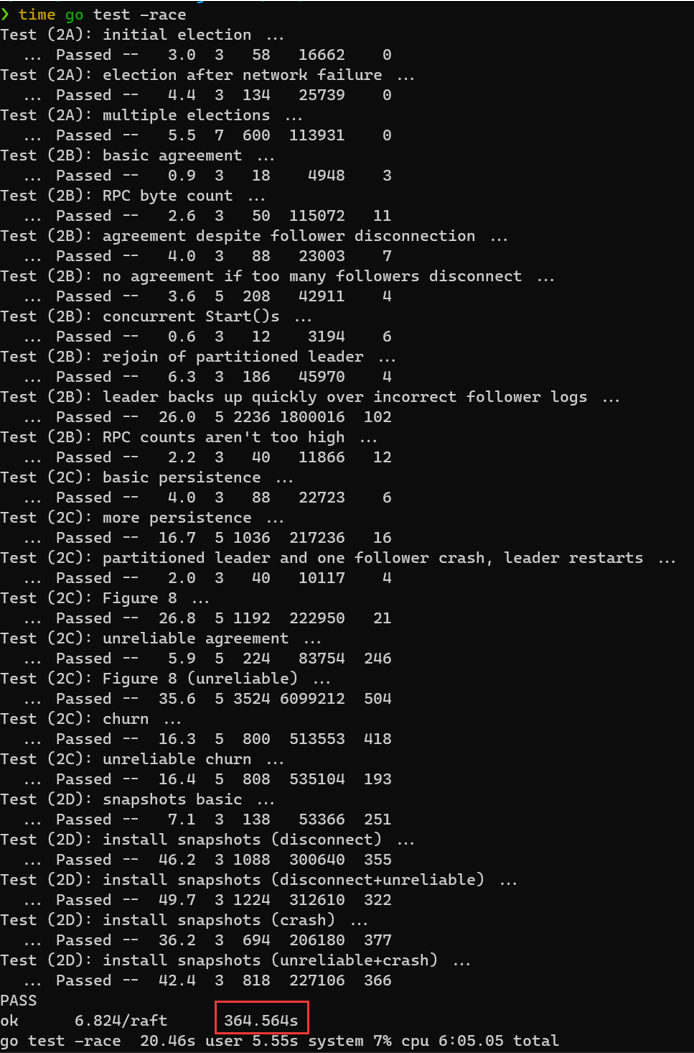 ❯ time go test -race
Test (2A): initial election ...
  ... Passed --   3.0  3   58   16662    0
Test (2A): election after network failure ...
  ... Passed --   4.4  3  134   25739    0
Test (2A): multiple elections ...
  ... Passed --   5.5  7  600  113931    0
Test (2B): basic agreement ...
  ... Passed --   0.9  3   18    4948    3
Test (2B): RPC byte count ...
  ... Passed --   2.6  3   50  115072   11
Test (2B): agreement despite follower disconnection ...
  ... Passed --   4.0  3   88   23003    7
Test (2B): no agreement if too many followers disconnect ...
  ... Passed --   3.6  5  208   42911    4
Test (2B): concurrent Start()s ...
  ... Passed --   0.6  3   12    3194    6
Test (2B): rejoin of partitioned leader ...
  ... Passed --   6.3  3  186   45970    4
Test (2B): leader backs up quickly over incorrect follower logs ...
  ... Passed --  26.0  5 2236 1800016  102
Test (2B): RPC counts aren't too high ...
  ... Passed --   2.2  3   40   11866   12
Test (2C): basic persistence ...
  ... Passed --   4.0  3   88   22723    6
Test (2C): more persistence ...
  ... Passed --  16.7  5 1036  217236   16
Test (2C): partitioned leader and one follower crash, leader restarts ...
  ... Passed --   2.0  3   40   10117    4
Test (2C): Figure 8 ...
  ... Passed --  26.8  5 1192  222950   21
Test (2C): unreliable agreement ...
  ... Passed --   5.9  5  224   83754  246
Test (2C): Figure 8 (unreliable) ...
  ... Passed --  35.6  5 3524 6099212  504
Test (2C): churn ...
  ... Passed --  16.3  5  800  513553  418
Test (2C): unreliable churn ...
  ... Passed --  16.4  5  808  535104  193
Test (2D): snapshots basic ...
  ... Passed --   7.1  3  138   53366  251
Test (2D): install snapshots (disconnect) ...
  ... Passed --  46.2  3 1088  300640  355
Test (2D): install snapshots (disconnect+unreliable) ...
  ... Passed --  49.7  3 1224  312610  322
Test (2D): install snapshots (crash) ...
  ... Passed --  36.2  3  694  206180  377
Test (2D): install snapshots (unreliable+crash) ...
  ... Passed --  42.4  3  818  227106  366
PASS
ok      6.824/raft      364.564s
go test -race  20.46s user 5.55s system 7% cpu 6:05.05 total